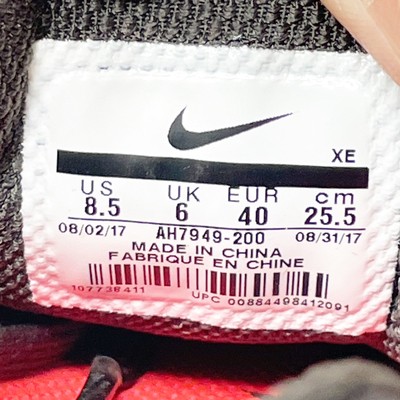 XE
US UK EUR cm
8.5 6 40 25.5
08/02/17 AH7949-200 08/31/17
MADE IN CHINA
FABRIQUE EN CHINE
107738411
UPC 00884498412091